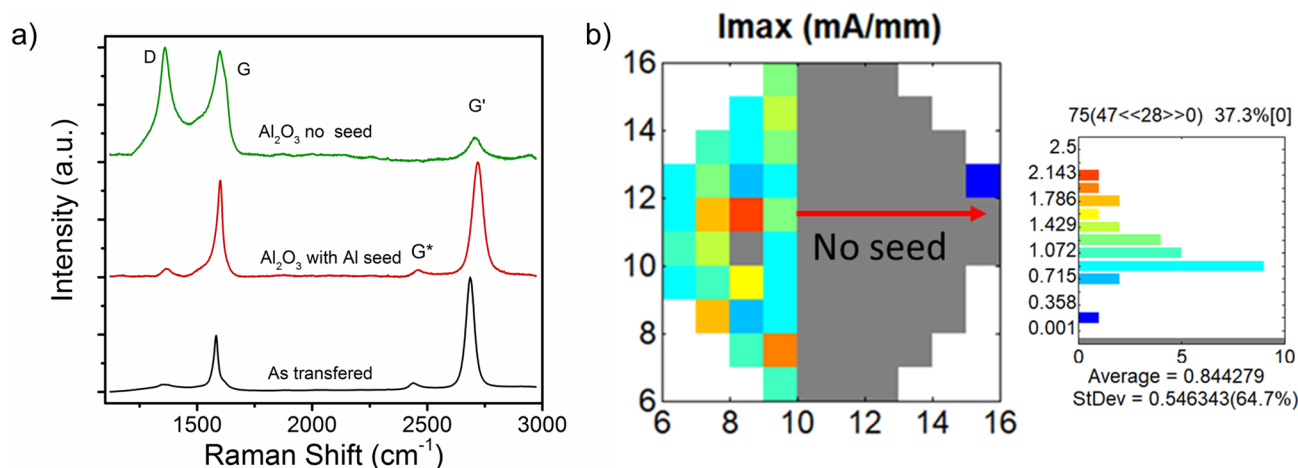 a)
Intensity (a.u.)
D
G
G'
Al₂O₃ no seed
Al₂O₃ with Al seed
G*
As transfered
1500
2000
2500
3000
Raman Shift (cm⁻¹)
b)
Imax (mA/mm)
16
14
12
10
8
6
No seed
6
8
10
12
14
16
75(47<<28>>0) 37.3%[0]
2.5
2.143
1.786
1.429
1.072
0.715
0.358
0.001
0
5
10
Average = 0.844279
StDev = 0.546343(64.7%)